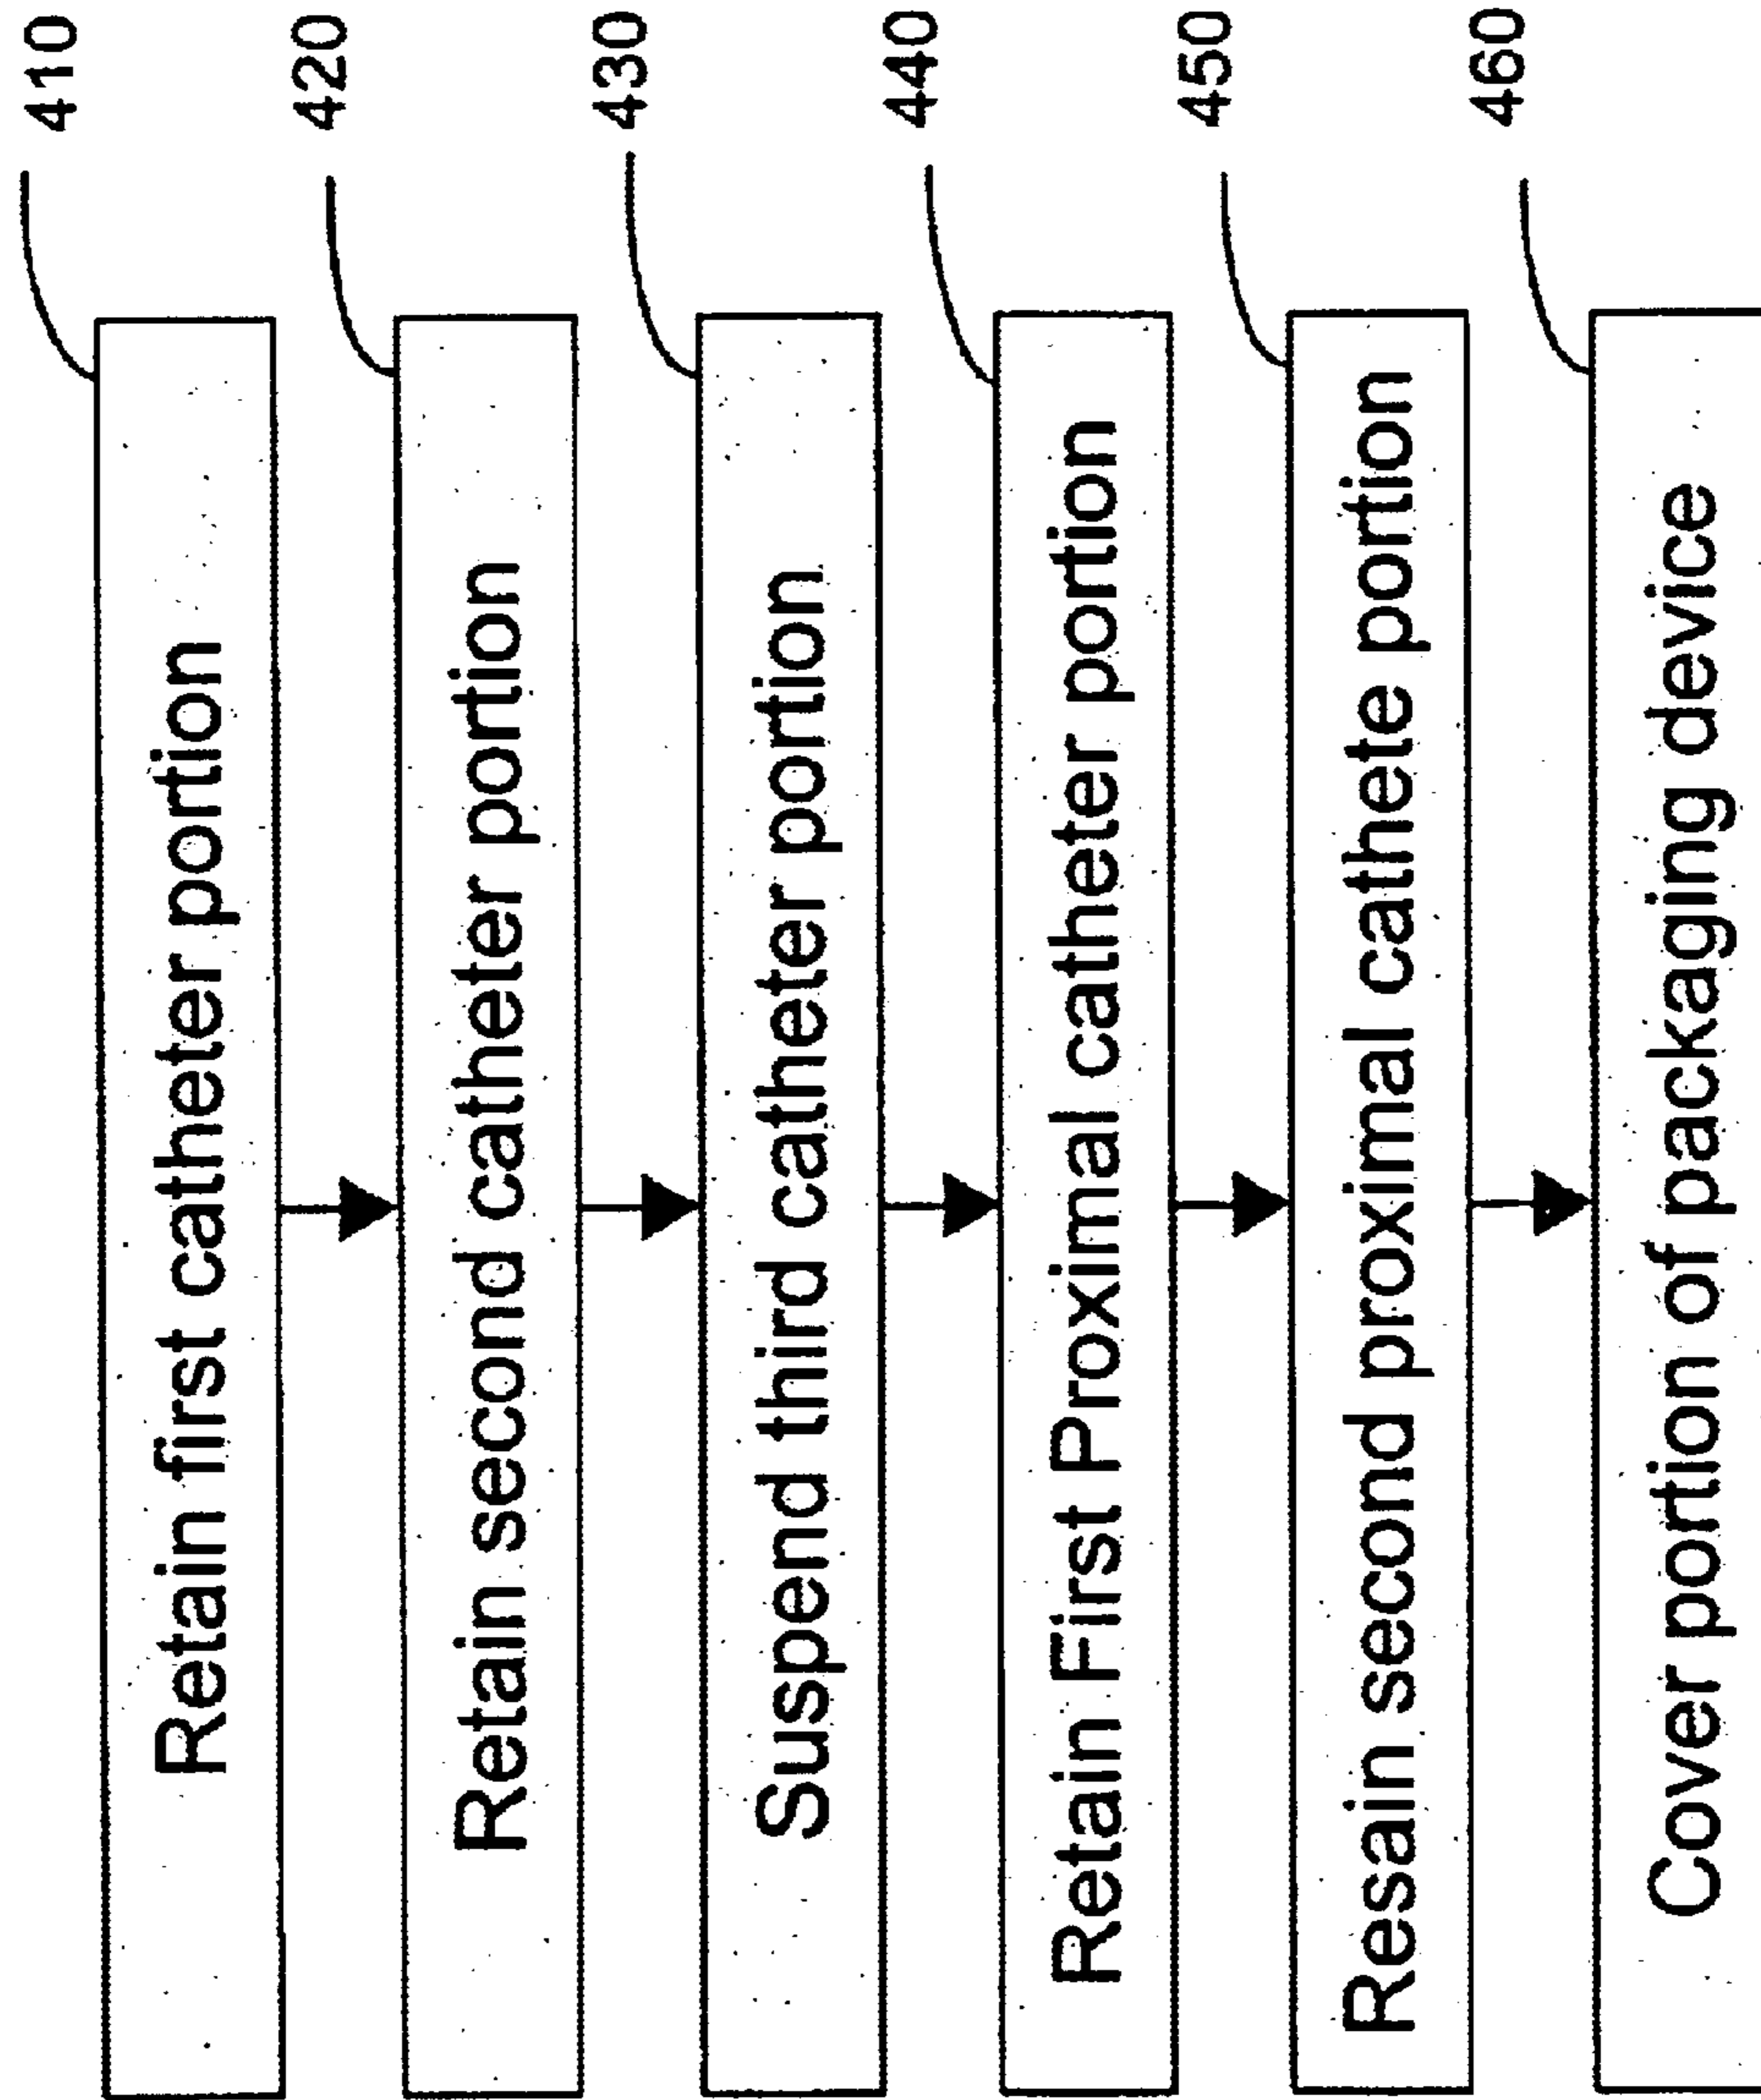 410
Retain first catheter portion
420
Retain second catheter portion
430
Suspend third catheter portion
440
Retain First Proximal catheter portion
450
Resain second proximal cathete portion
460
Cover portion of packaging device